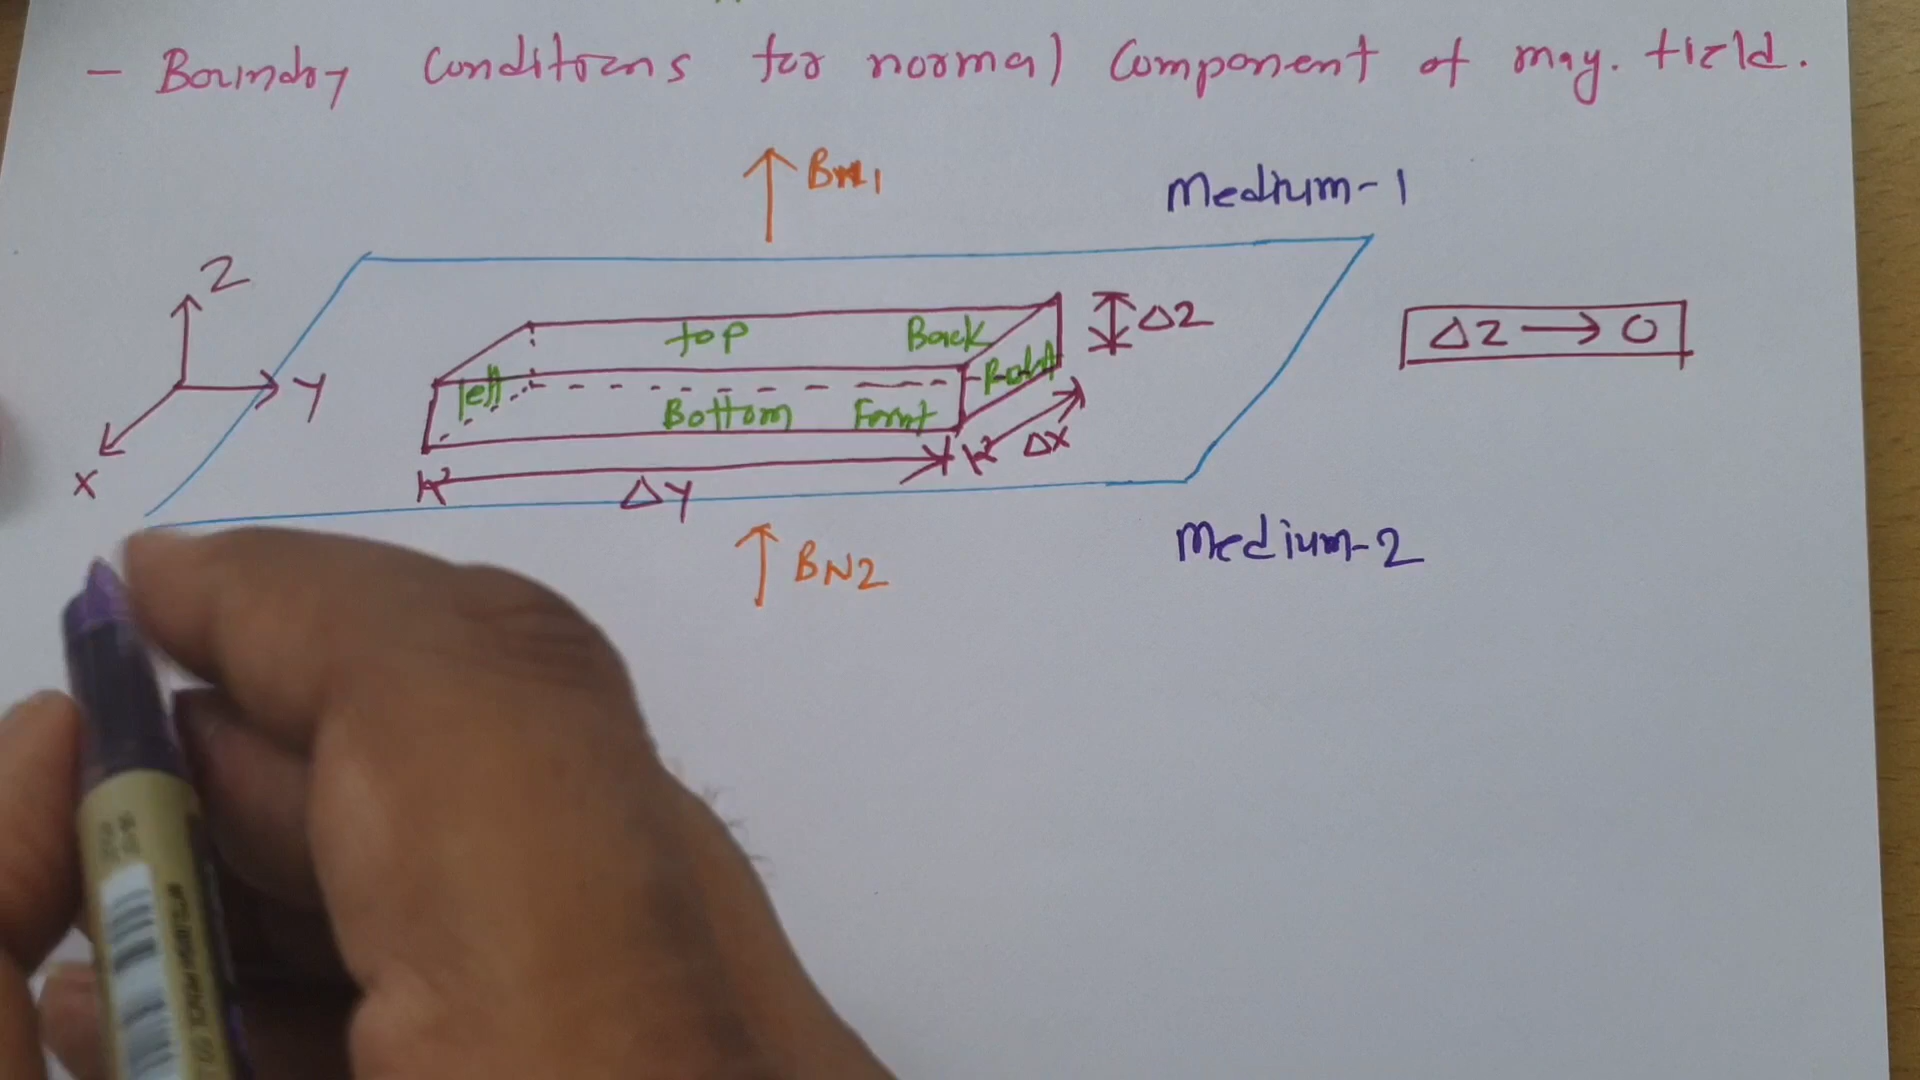 - Boundry Conditions for normal Component of mag. field.
BN1
Medium-1
Z
top
Back
ΔZ
ΔZ → 0
Y
left
Right
Bottom
Front
ΔX
X
ΔY
BN2
Medium-2